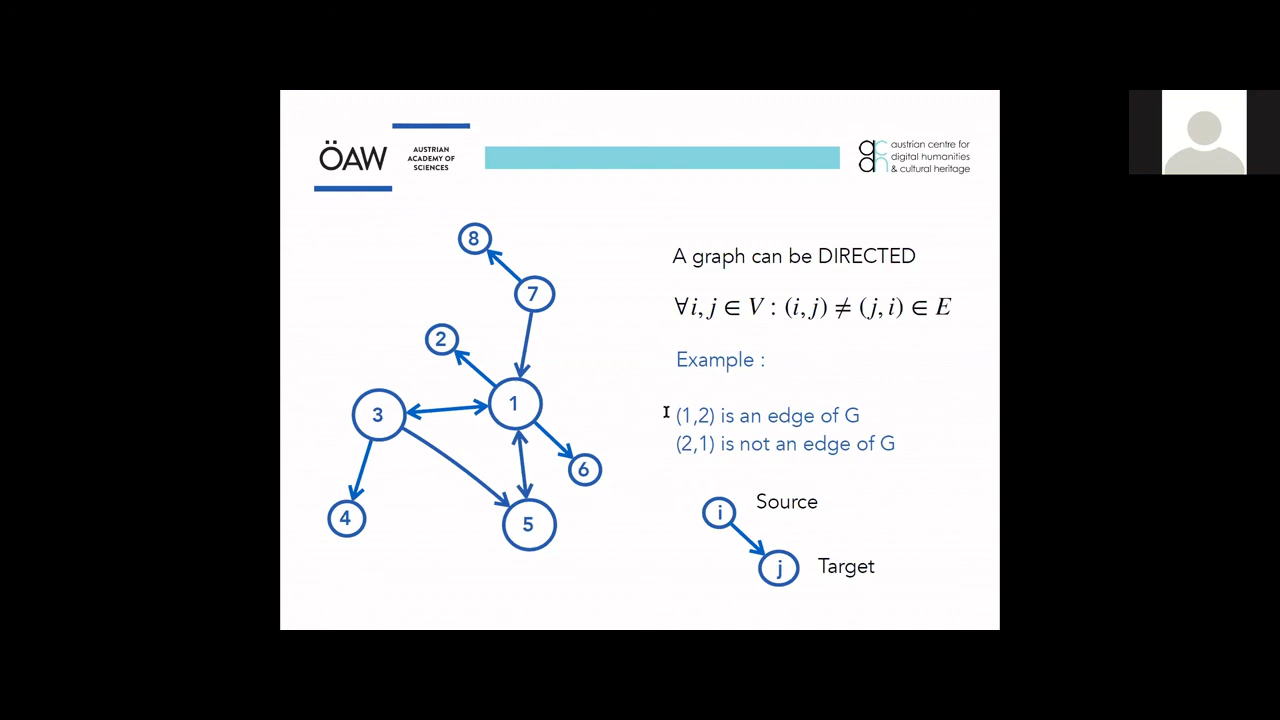 ÖAW
AUSTRIAN
ACADEMY OF
SCIENCES
austrian centre for
digital humanities
& cultural heritage
8
7
2
3
1
6
4
5
A graph can be DIRECTED
∀i, j ∈ V : (i, j) ≠ (j, i) ∈ E
Example :
(1,2) is an edge of G
(2,1) is not an edge of G
i
Source
j
Target